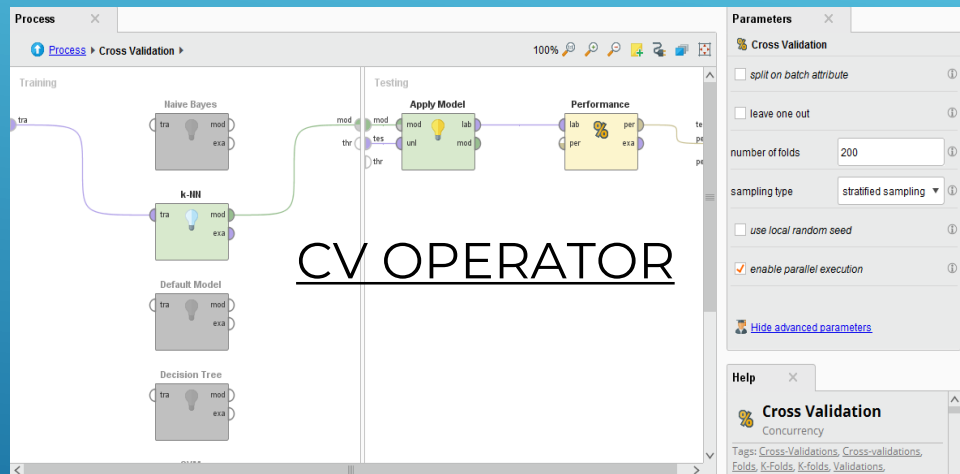 Process
Process Cross Validation
100%
Training
Testing
Naive Bayes
tra mod
exa
tra
k-NN
tra mod
exa
Default Model
tra mod
exa
Decision Tree
tra mod
exa
mod
thr
mod
tes
thr
Apply Model
mod lab
unl mod
Performance
lab per
per exa
CV OPERATOR
Parameters
Cross Validation
split on batch attribute
leave one out
number of folds 200
sampling type stratified sampling
use local random seed
enable parallel execution
Hide advanced parameters
Help
Cross Validation
Concurrency
Tags: Cross-Validations, Cross-validations,
Folds, K-Folds, K-folds, Validations,